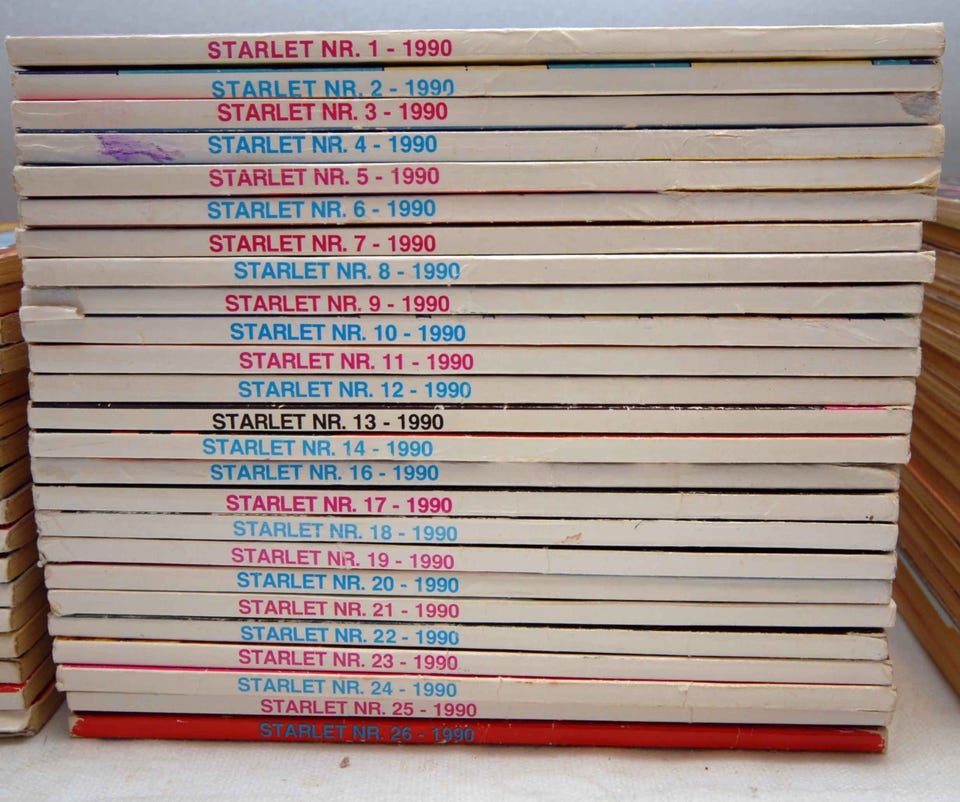 STARLET NR. 1 - 1990
STARLET NR. 2 - 1990
STARLET NR. 3 - 1990
STARLET NR. 4 - 1990
STARLET NR. 5 - 1990
STARLET NR. 6 - 1990
STARLET NR. 7 - 1990
STARLET NR. 8 - 1990
STARLET NR. 9 - 1990
STARLET NR. 10 - 1990
STARLET NR. 11 - 1990
STARLET NR. 12 - 1990
STARLET NR. 13 - 1990
STARLET NR. 14 - 1990
STARLET NR. 16 - 1990
STARLET NR. 17 - 1990
STARLET NR. 18 - 1990
STARLET NR. 19 - 1990
STARLET NR. 20 - 1990
STARLET NR. 21 - 1990
STARLET NR. 22 - 1990
STARLET NR. 23 - 1990
STARLET NR. 24 - 1990
STARLET NR. 25 - 1990
STARLET NR. 26 - 1990